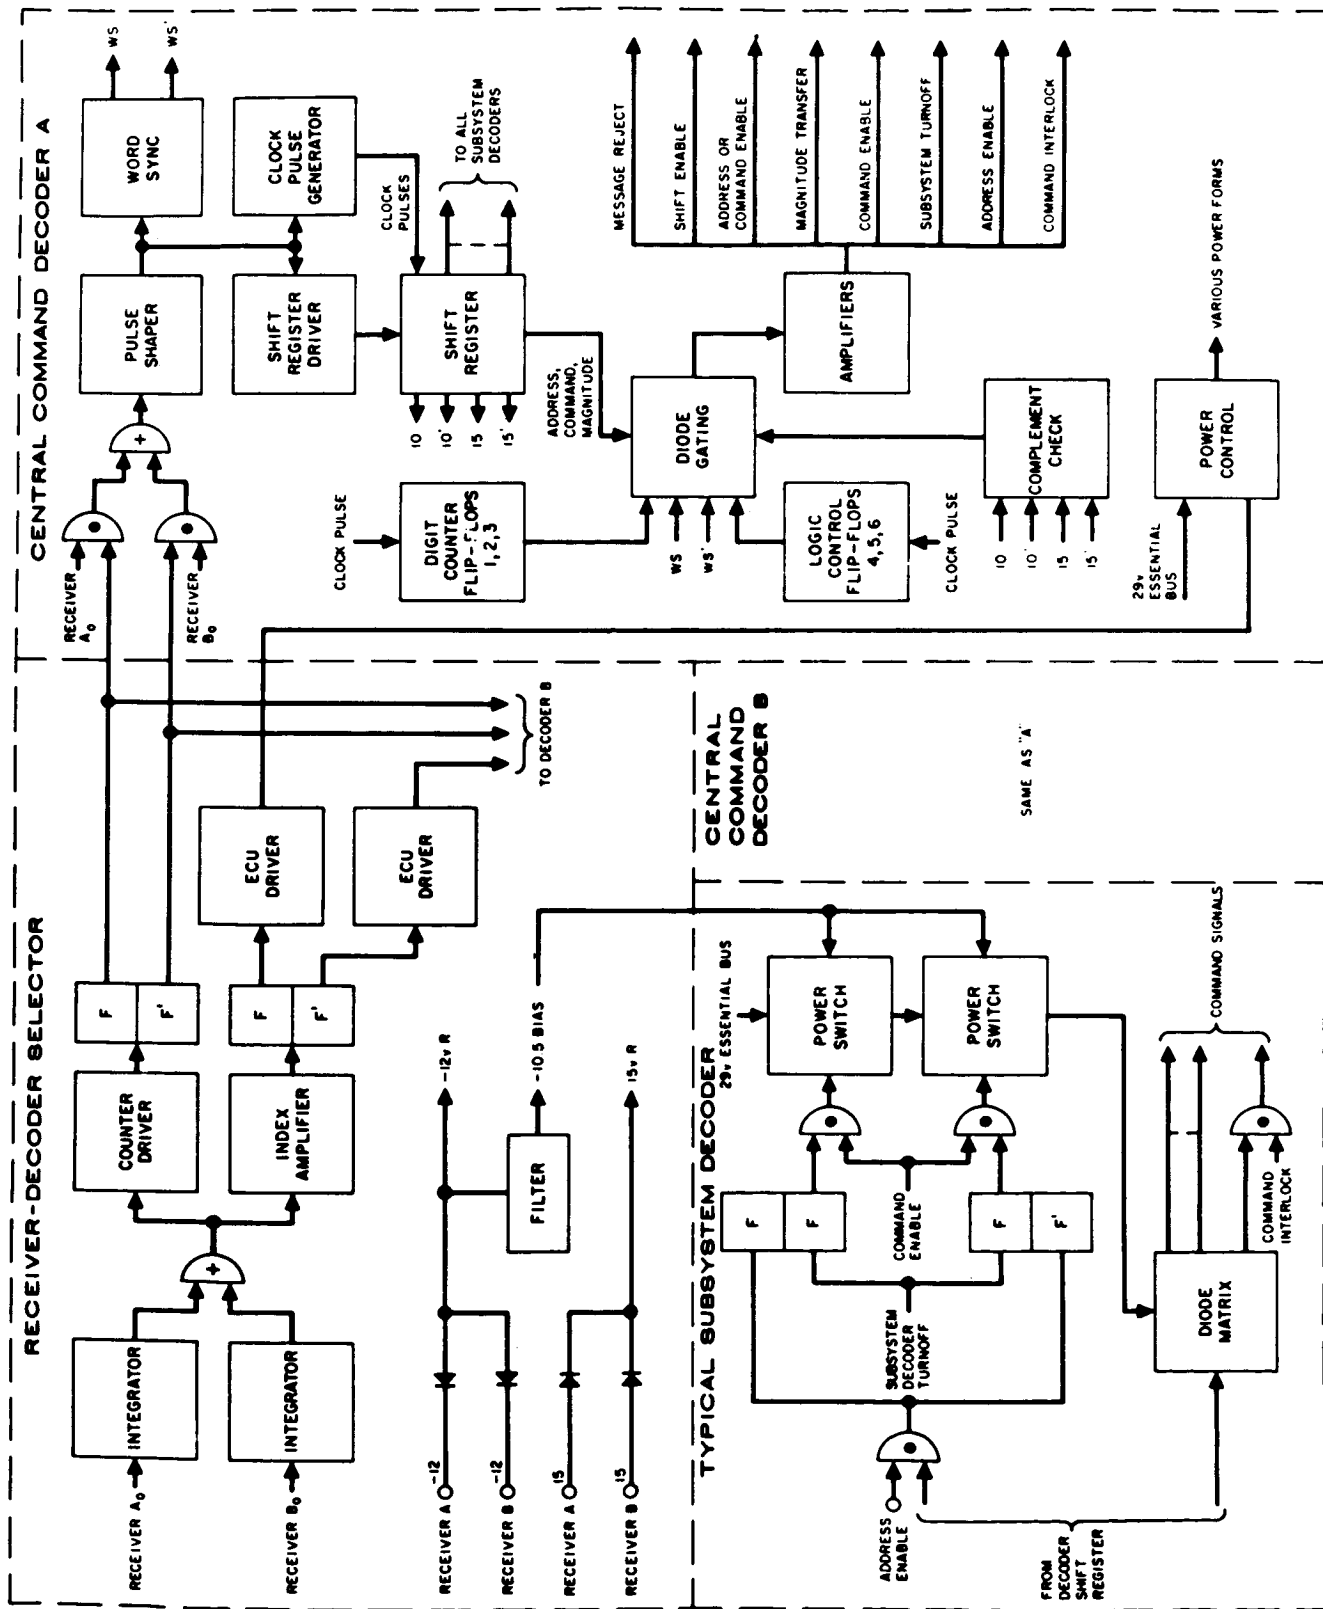 RECEIVER-DECODER SELECTOR
RECEIVER A₀
INTEGRATOR
RECEIVER B₀
INTEGRATOR
+
COUNTER
DRIVER
INDEX
AMPLIFIER
F
F'
F
F'
ECU
DRIVER
ECU
DRIVER
TO DECODER B
RECEIVER A
-12
RECEIVER B
-12
RECEIVER A
15
RECEIVER B
15
FILTER
-12v R
-10.5 BIAS
15v R
CENTRAL COMMAND DECODER A
RECEIVER
A₀
RECEIVER
B₀
+
PULSE
SHAPER
WORD
SYNC
WS
WS'
SHIFT
REGISTER
DRIVER
CLOCK
PULSE
GENERATOR
CLOCK
PULSES
SHIFT
REGISTER
10
10'
15
15'
TO ALL
SUBSYSTEM
DECODERS
ADDRESS,
COMMAND,
MAGNITUDE
CLOCK PULSE
DIGIT
COUNTER
FLIP-FLOPS
1, 2, 3
WS
WS'
DIODE
GATING
LOGIC
CONTROL
FLIP-FLOPS
4, 5, 6
CLOCK PULSE
AMPLIFIERS
MESSAGE REJECT
SHIFT ENABLE
ADDRESS OR
COMMAND ENABLE
MAGNITUDE TRANSFER
COMMAND ENABLE
SUBSYSTEM TURNOFF
ADDRESS ENABLE
COMMAND INTERLOCK
10
10'
15
15'
COMPLEMENT
CHECK
29v
ESSENTIAL
BUS
POWER
CONTROL
VARIOUS POWER FORMS
TYPICAL SUBSYSTEM DECODER
ADDRESS
ENABLE
FROM
DECODER
SHIFT
REGISTER
SUBSYSTEM
DECODER
TURNOFF
F
F
COMMAND
ENABLE
F
F'
29v ESSENTIAL BUS
POWER
SWITCH
POWER
SWITCH
DIODE
MATRIX
COMMAND
INTERLOCK
COMMAND SIGNALS
CENTRAL
COMMAND
DECODER B
SAME AS "A"